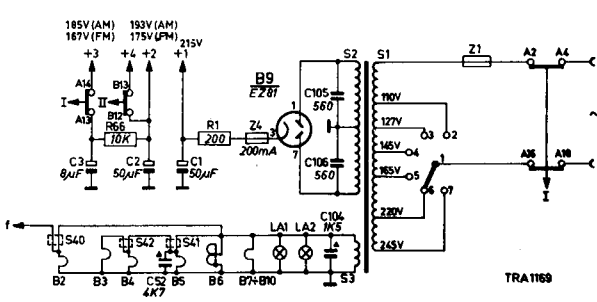 185V(AM) 193V(AM)
167V(FM) 175V(FM) 215V
+3 +4 +2 +1
S2 S1 Z1 A2 A4
A14 B13 B9
I II EZ81 C105
560
A13 B12 1 110V
R66 R1 Z4 127V
10K 200 3 200mA 3 2
C3 C2 C1 7 C106 145V 4 1 A16 A18
8µF 50µF 50µF 560 165V 5
6 7 I
f 220V
S40 S42 S41 LA1 LA2 C104
1K5 245V
B2 B3 B4 C52 B5 B6 B7÷B10 S3
4K7
TRA1169